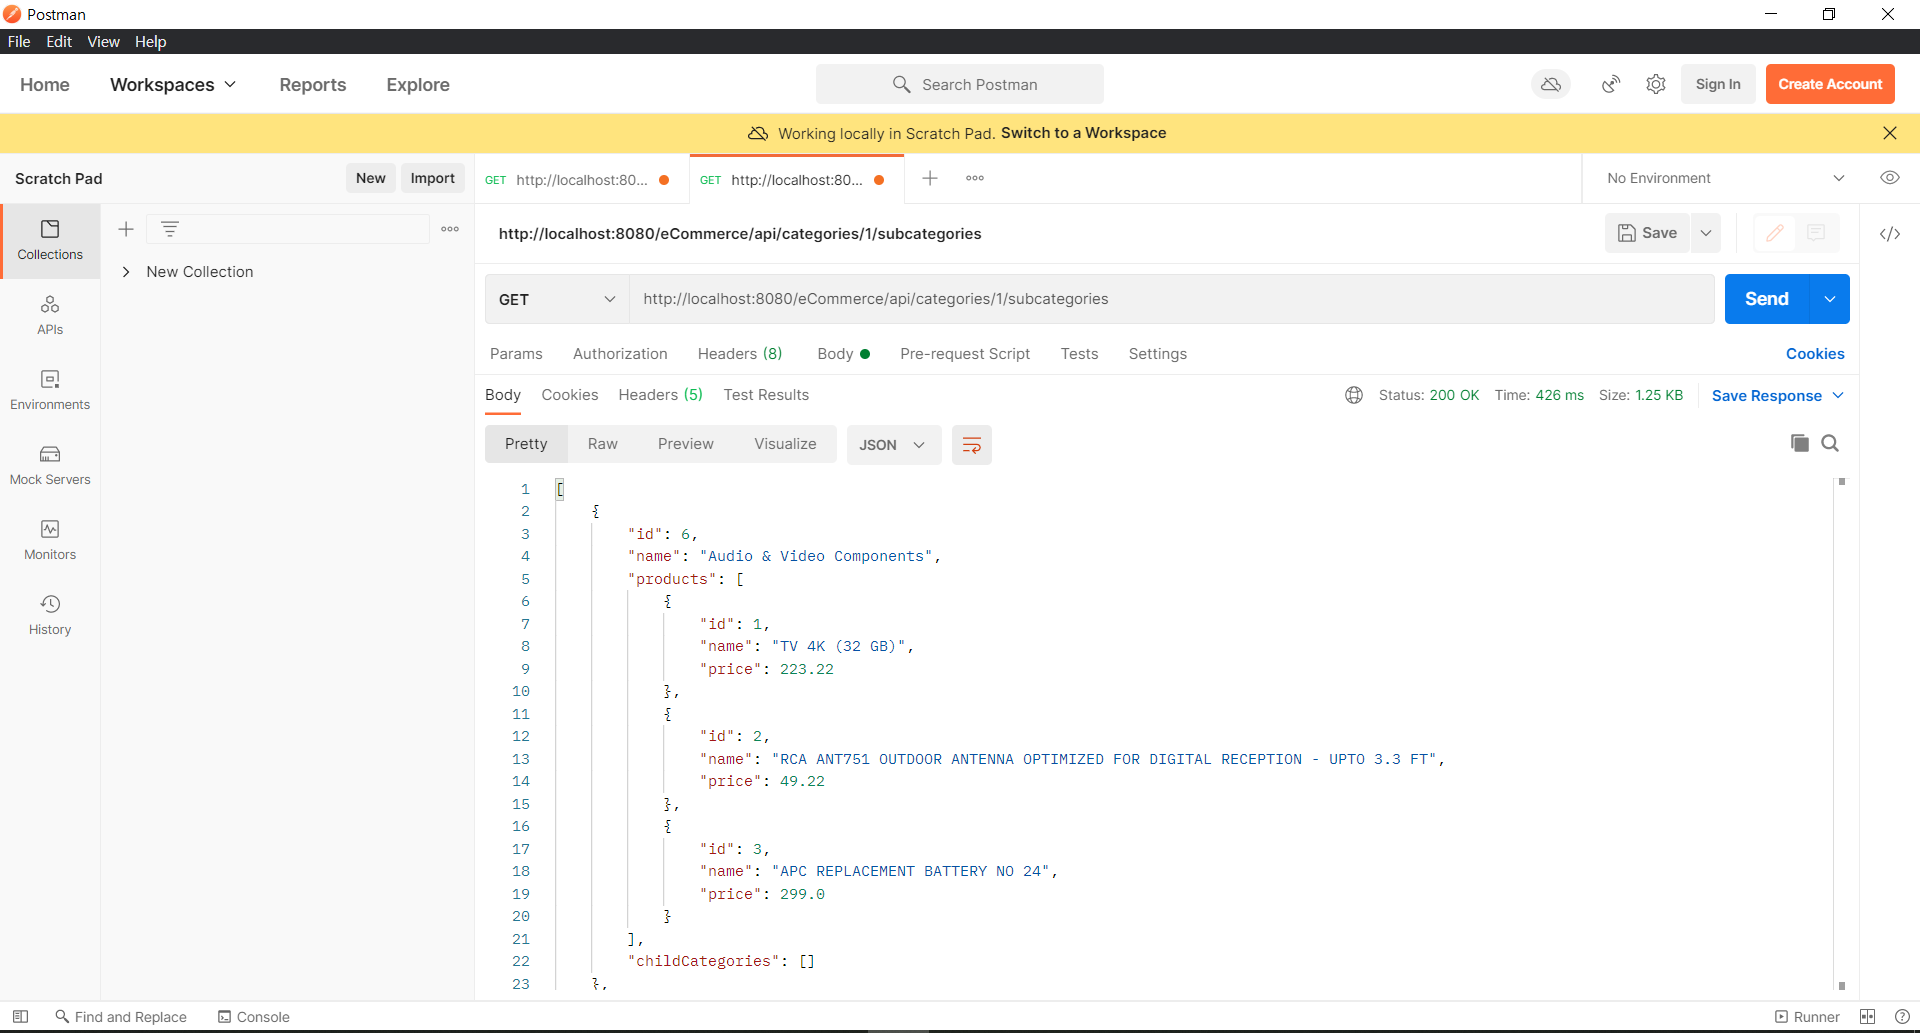 Postman
File Edit View Help
Home Workspaces Reports Explore Search Postman Sign In Create Account
Working locally in Scratch Pad. Switch to a Workspace
Scratch Pad New Import GET http://localhost:80... GET http://localhost:80... No Environment
http://localhost:8080/eCommerce/api/categories/1/subcategories Save
Collections
New Collection
GET http://localhost:8080/eCommerce/api/categories/1/subcategories Send
APIs
Params Authorization Headers (8) Body Pre-request Script Tests Settings Cookies
Environments
Body Cookies Headers (5) Test Results Status: 200 OK Time: 426 ms Size: 1.25 KB Save Response
Pretty Raw Preview Visualize JSON
Mock Servers
Monitors
History
1 [
2 {
3 "id": 6,
4 "name": "Audio & Video Components",
5 "products": [
6 {
7 "id": 1,
8 "name": "TV 4K (32 GB)",
9 "price": 223.22
10 },
11 {
12 "id": 2,
13 "name": "RCA ANT751 OUTDOOR ANTENNA OPTIMIZED FOR DIGITAL RECEPTION - UPTO 3.3 FT",
14 "price": 49.22
15 },
16 {
17 "id": 3,
18 "name": "APC REPLACEMENT BATTERY NO 24",
19 "price": 299.0
20 }
21 ],
22 "childCategories": []
23 },
Find and Replace Console Runner